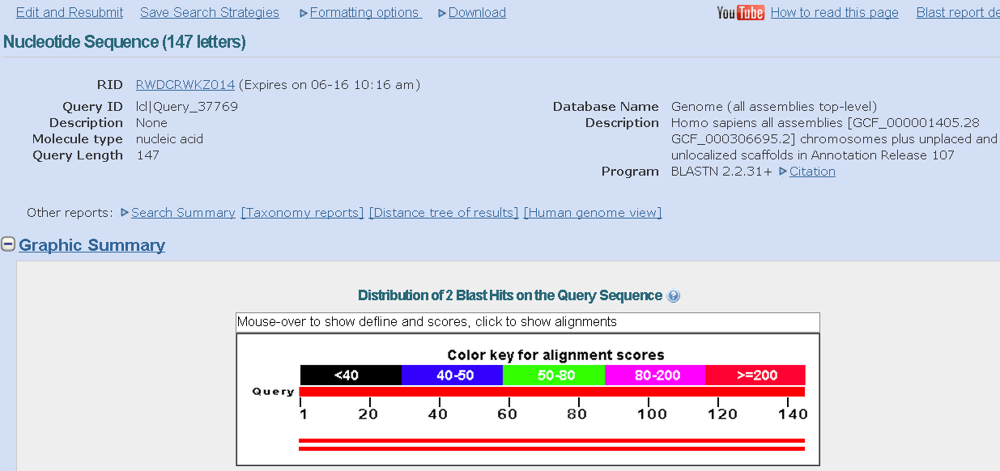 Edit and Resubmit Save Search Strategies Formatting options Download YouTube How to read this page Blast report de
Nucleotide Sequence (147 letters)
RID RWDCRWKZ014 (Expires on 06-16 10:16 am)
Query ID lcl|Query_37769 Database Name Genome (all assemblies top-level)
Description None Description Homo sapiens all assemblies [GCF_000001405.28
Molecule type nucleic acid GCF_000306695.2] chromosomes plus unplaced and
Query Length 147 unlocalized scaffolds in Annotation Release 107
Program BLASTN 2.2.31+ Citation
Other reports: Search Summary [Taxonomy reports] [Distance tree of results] [Human genome view]
Graphic Summary
Distribution of 2 Blast Hits on the Query Sequence ?
Mouse-over to show defline and scores, click to show alignments
Color key for alignment scores
<40 40-50 50-80 80-200 >=200
Query
1 20 40 60 80 100 120 140